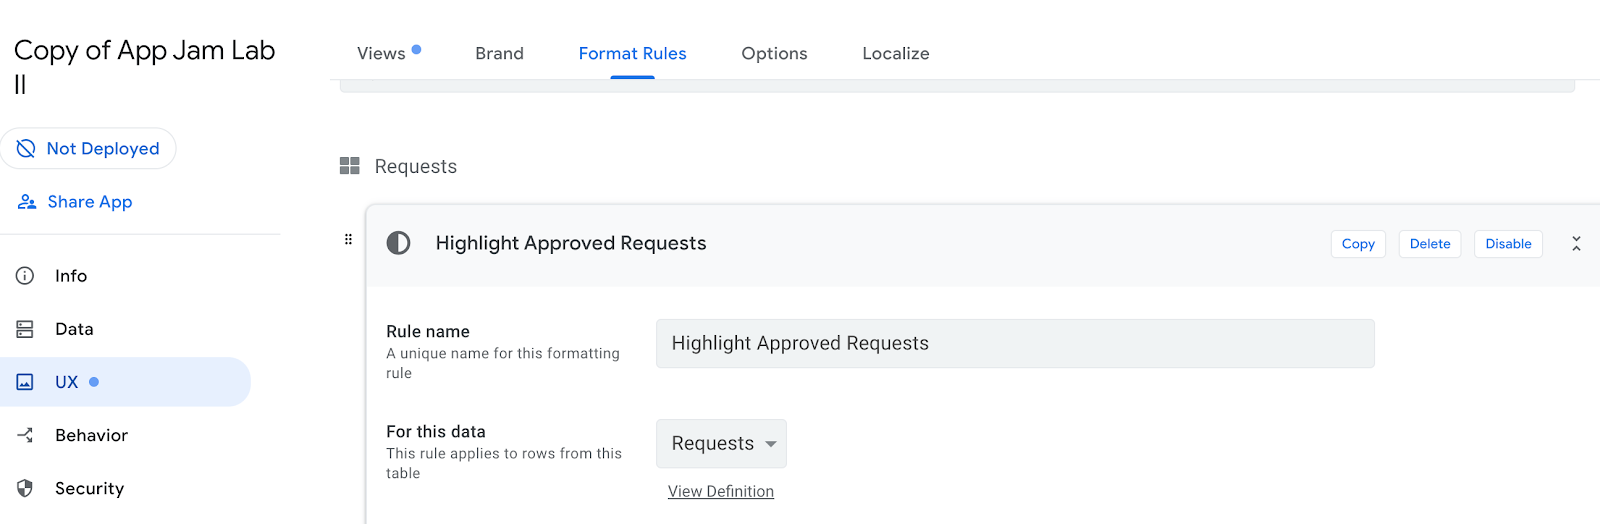 Copy of App Jam Lab
II
Not Deployed
Share App
Info
Data
UX
Behavior
Security
Views
Brand
Format Rules
Options
Localize
Requests
Highlight Approved Requests
Copy
Delete
Disable
Rule name
A unique name for this formatting
rule
Highlight Approved Requests
For this data
This rule applies to rows from this
table
Requests
View Definition